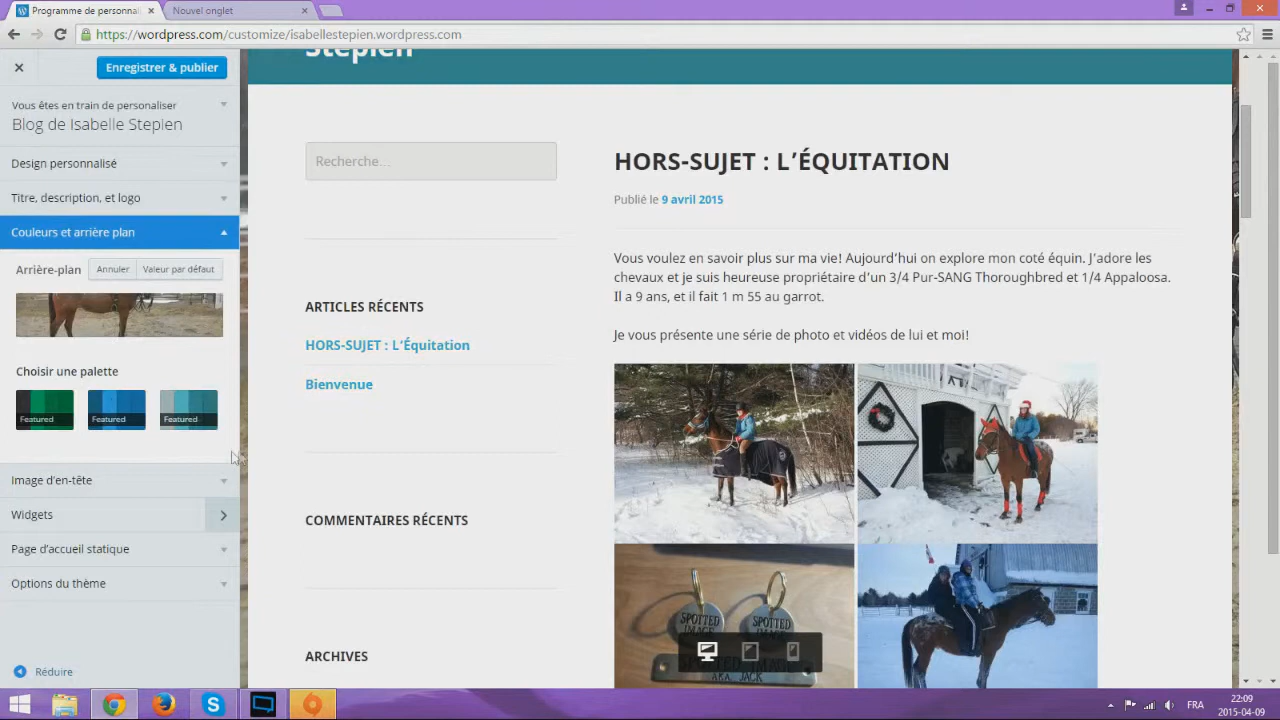 Programme de personnal
Nouvel onglet
https://wordpress.com/customize/isabellestepien.wordpress.com
Enregistrer & publier
Vous êtes en train de personaliser
Blog de Isabelle Stepien
Design personnalisé
Titre, description, et logo
Couleurs et arrière plan
Arrière-plan
Annuler
Valeur par défaut
Choisir une palette
Featured
Featured
Featured
Image d'en-tête
Widgets
Page d'accueil statique
Options du thème
Réduire
Stepien
Recherche…
ARTICLES RÉCENTS
HORS-SUJET : L'Équitation
Bienvenue
COMMENTAIRES RÉCENTS
ARCHIVES
HORS-SUJET : L'ÉQUITATION
Publié le 9 avril 2015
Vous voulez en savoir plus sur ma vie! Aujourd'hui on explore mon coté équin. J'adore les
chevaux et je suis heureuse propriétaire d'un 3/4 Pur-SANG Thoroughbred et 1/4 Appaloosa.
Il a 9 ans, et il fait 1 m 55 au garrot.
Je vous présente une série de photo et vidéos de lui et moi!
SPOTTED
IMAGE
SPOTTED
IMAGE
AKA: JACK
FRA
22:09
2015-04-09